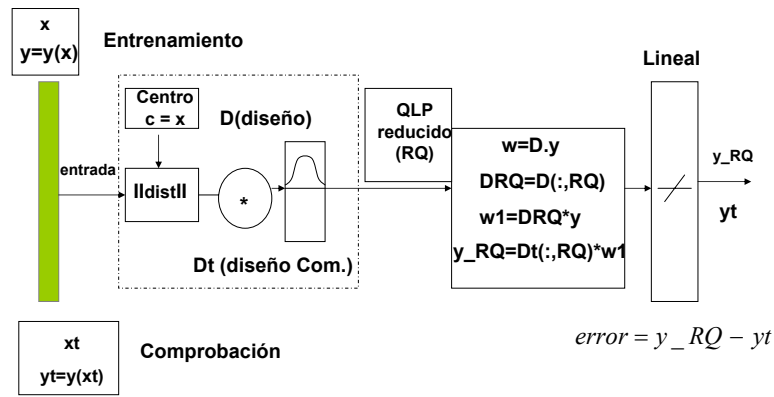 x
y=y(x)
Entrenamiento
Lineal
Centro
c = x
D(diseño)
QLP
reducido
(RQ)
entrada
lldistll
*
w=D.y
DRQ=D(:,RQ)
w1=DRQ*y
y_RQ=Dt(:,RQ)*w1
y_RQ
yt
Dt (diseño Com.)
xt
yt=y(xt)
Comprobación
error = y _ RQ − yt